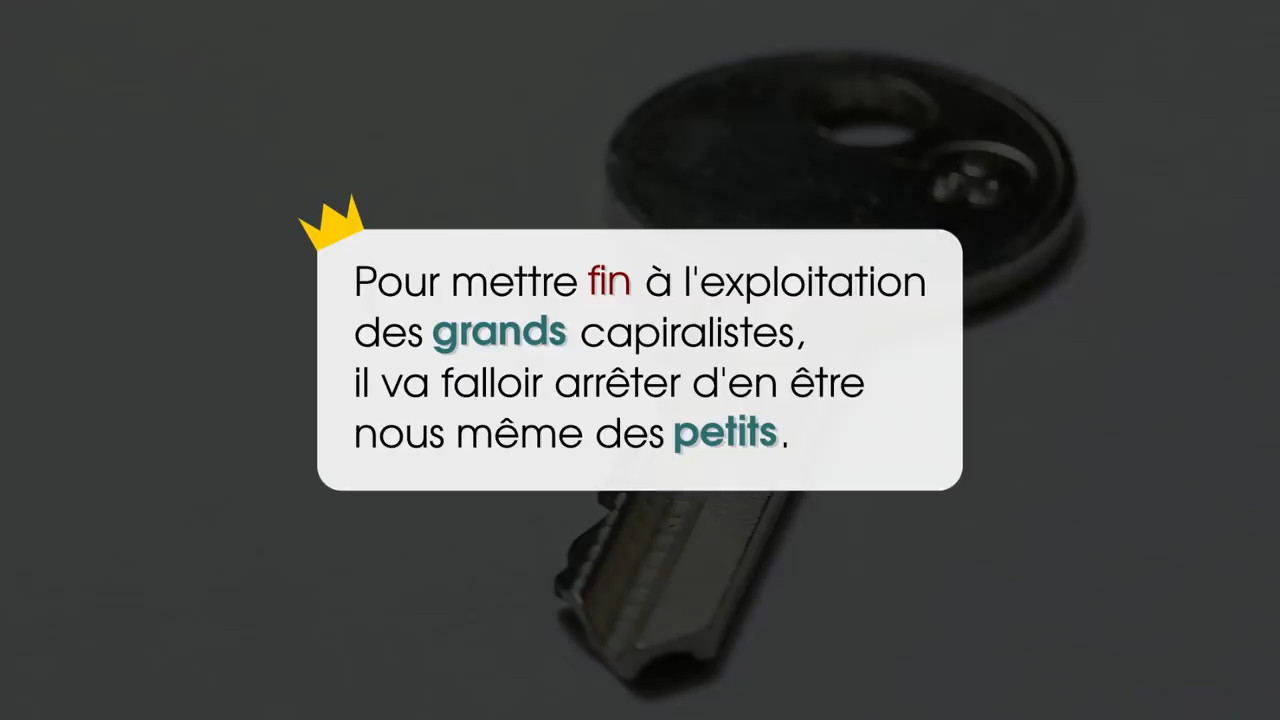 Pour mettre fin à l'exploitation
des grands capiralistes,
il va falloir arrêter d'en être
nous même des petits.